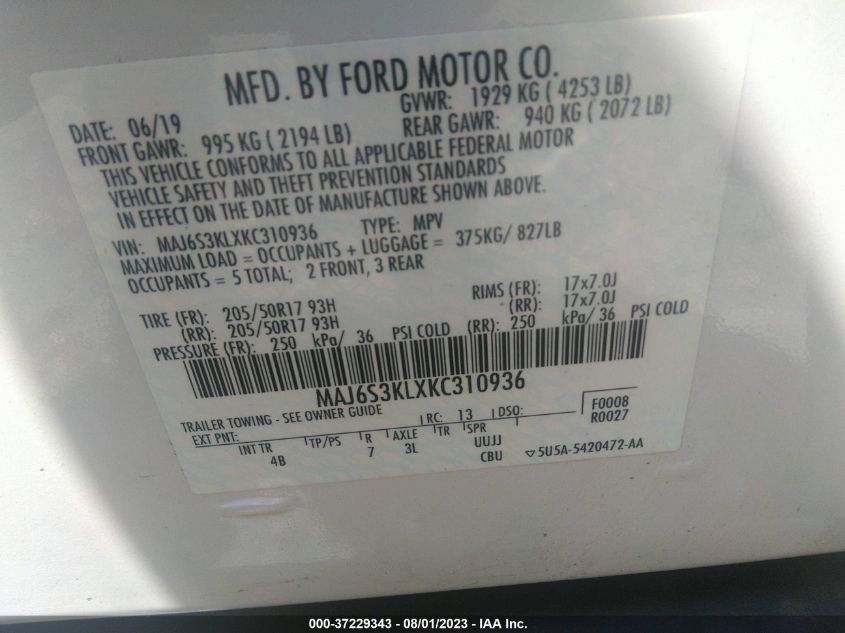 MFD. BY FORD MOTOR CO.
DATE: 06/19 GVWR: 1929 KG ( 4253 LB)
FRONT GAWR: 995 KG ( 2194 LB) REAR GAWR: 940 KG ( 2072 LB)
THIS VEHICLE CONFORMS TO ALL APPLICABLE FEDERAL MOTOR
VEHICLE SAFETY AND THEFT PREVENTION STANDARDS
IN EFFECT ON THE DATE OF MANUFACTURE SHOWN ABOVE.
VIN: MAJ6S3KLXKC310936 TYPE: MPV
MAXIMUM LOAD = OCCUPANTS + LUGGAGE = 375KG/ 827LB
OCCUPANTS = 5 TOTAL; 2 FRONT, 3 REAR
TIRE (FR): 205/50R17 93H RIMS (FR): 17x7.0J
(RR): 205/50R17 93H (RR): 17x7.0J
PRESSURE (FR): 250 kPa/ 36 PSI COLD (RR): 250 kPa/ 36 PSI COLD
MAJ6S3KLXKC310936
TRAILER TOWING - SEE OWNER GUIDE
EXT PNT: RC: 13 DSO: F0008
R0027
INT TR TP/PS R AXLE TR SPR
4B 7 3L UUJJ
CBU 5U5A-5420472-AA
000-37229343 - 08/01/2023 - IAA Inc.